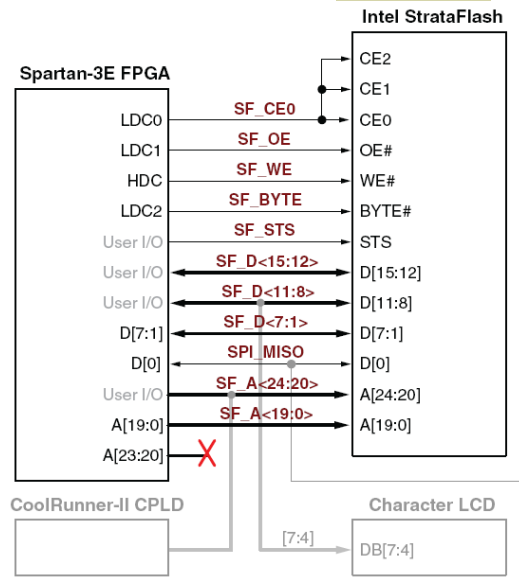 Intel StrataFlash
Spartan-3E FPGA
CE2
CE1
LDC0 SF_CE0 CE0
LDC1 SF_OE OE#
HDC SF_WE WE#
LDC2 SF_BYTE BYTE#
User I/O SF_STS STS
User I/O SF_D<15:12> D[15:12]
User I/O SF_D<11:8> D[11:8]
D[7:1] SF_D<7:1> D[7:1]
D[0] SPI_MISO D[0]
User I/O SF_A<24:20> A[24:20]
A[19:0] SF_A<19:0> A[19:0]
A[23:20]
CoolRunner-II CPLD Character LCD
[7:4] DB[7:4]